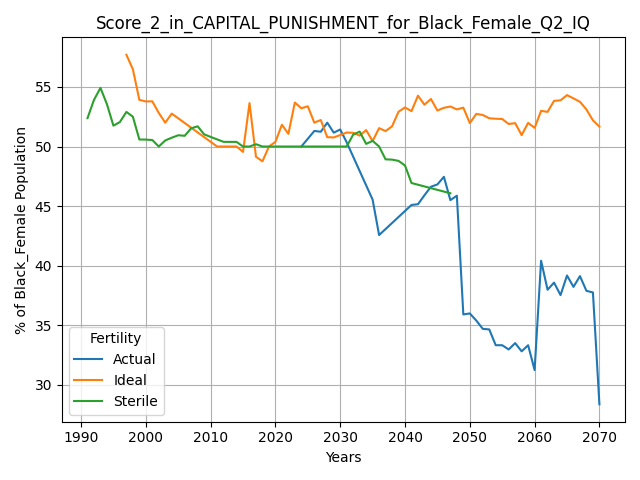 Score_2_in_CAPITAL_PUNISHMENT_for_Black_Female_Q2_IQ
% of Black_Female Population
55
50
45
40
35
30
Fertility
Actual
Ideal
Sterile
1990 2000 2010 2020 2030 2040 2050 2060 2070
Years